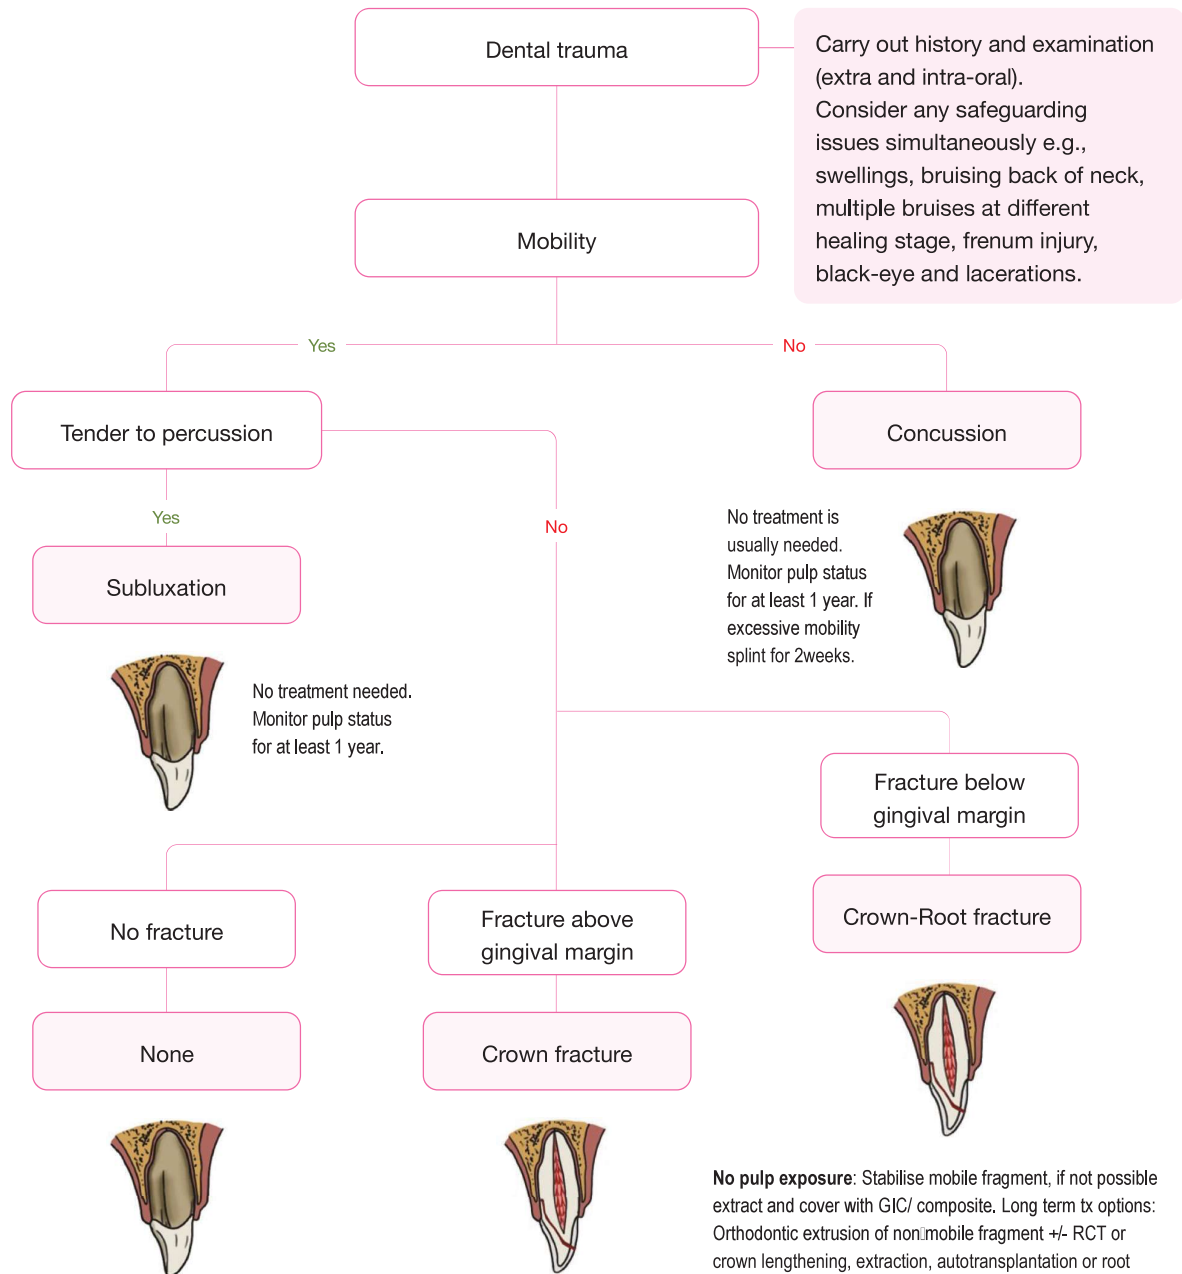 Dental trauma
Carry out history and examination
(extra and intra-oral).
Consider any safeguarding
issues simultaneously e.g.,
swellings, bruising back of neck,
multiple bruises at different
healing stage, frenum injury,
black-eye and lacerations.
Mobility
Yes
No
Tender to percussion
Concussion
Yes
No
Subluxation
No treatment is
usually needed.
Monitor pulp status
for at least 1 year. If
excessive mobility
splint for 2weeks.
No treatment needed.
Monitor pulp status
for at least 1 year.
Fracture below
gingival margin
No fracture
Fracture above
gingival margin
Crown-Root fracture
None
Crown fracture
No pulp exposure: Stabilise mobile fragment, if not possible
extract and cover with GIC/ composite. Long term tx options:
Orthodontic extrusion of non▯mobile fragment +/- RCT or
crown lengthening, extraction, autotransplantation or root